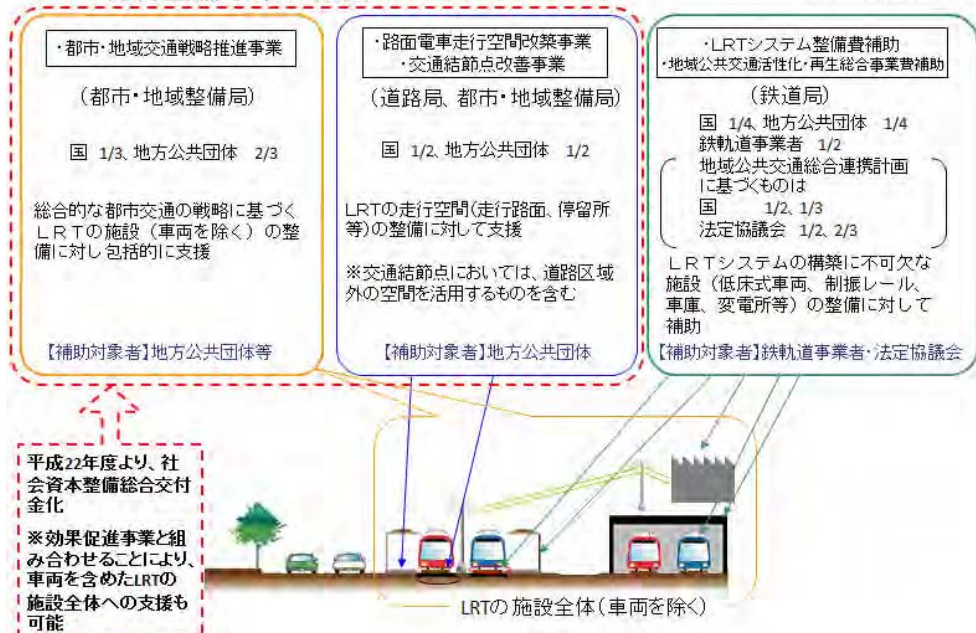 ・都市・地域交通戦略推進事業
(都市・地域整備局)
国 1/3、地方公共団体 2/3
総合的な都市交通の戦略に基づく
LRTの施設(車両を除く)の整
備に対し包括的に支援
【補助対象者】地方公共団体等
・路面電車走行空間改築事業
・交通結節点改善事業
(道路局、都市・地域整備局)
国 1/2、地方公共団体 1/2
LRTの走行空間(走行路面、停留所
等)の整備に対して支援
※交通結節点においては、道路区域
外の空間を活用するものを含む
【補助対象者】地方公共団体
・LRTシステム整備費補助
・地域公共交通活性化・再生総合事業費補助
(鉄道局)
国 1/4、地方公共団体 1/4
鉄軌道事業者 1/2
地域公共交通総合連携計画
に基づくものは
国 1/2、1/3
法定協議会 1/2、2/3
LRTシステムの構築に不可欠な
施設(低床式車両、制振レール、
車庫、変電所等)の整備に対して
補助
【補助対象者】鉄軌道事業者・法定協議会
平成22年度より、社
会資本整備総合交付
金化
※効果促進事業と組
み合わせることにより、
車両を含めたLRTの
施設全体への支援も
可能
LRTの施設全体(車両を除く)